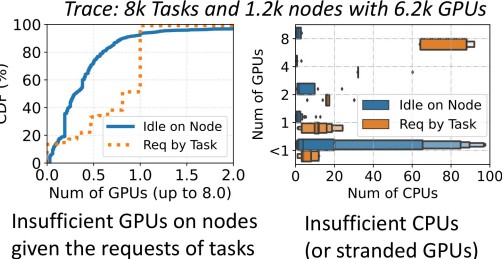 Trace: 8k Tasks and 1.2k nodes with 6.2k GPUs
CDF (%)
100
80
60
40
20
0
0.0 0.5 1.0 1.5 2.0
Idle on Node
Req by Task
Num of GPUs (up to 8.0)
Num of GPUs
8
4
2
1
<1
0 20 40 60 80 100
Idle on Node
Req by Task
Num of CPUs
Insufficient GPUs on nodes
given the requests of tasks
Insufficient CPUs
(or stranded GPUs)